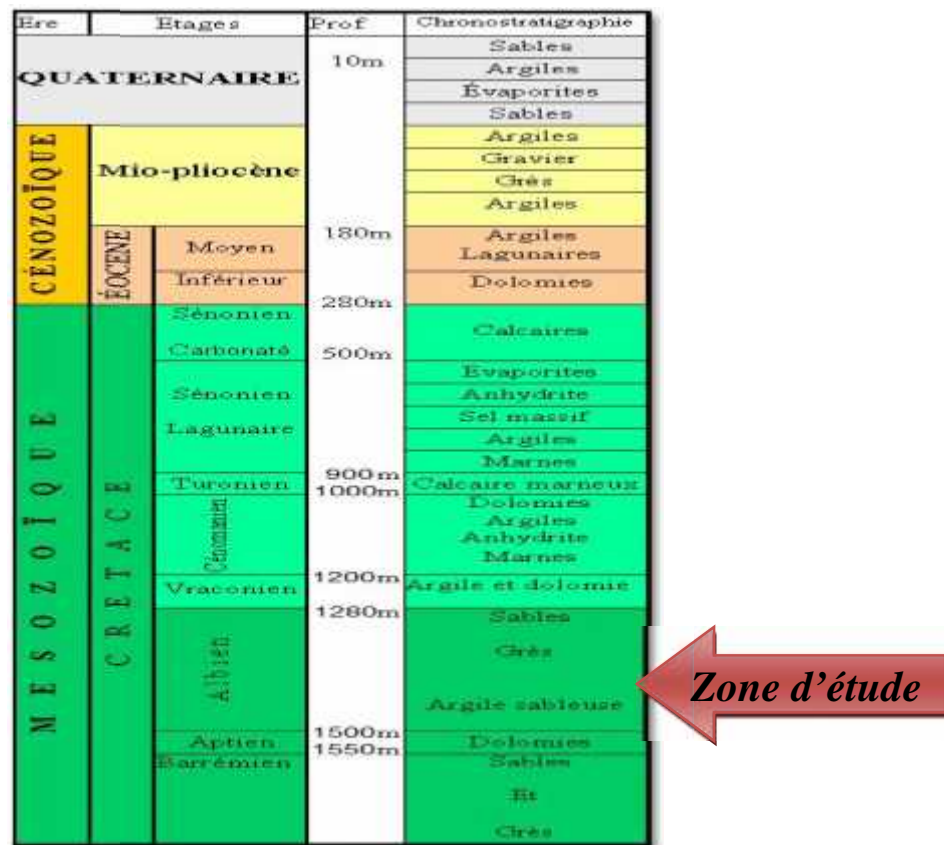 Ere Etages Prof Chronostratigraphie
QUATERNAIRE
10m
Sables
Argiles
Évaporites
Sables
CÉNOZOÏQUE
Mio-pliocène
Argiles
Gravier
Grès
Argiles
180m
ÉOCENE
Moyen
Argiles
Lagunaires
Inférieur
Dolomies
280m
MESOZOÏQUE
CRETACE
Sénonien
Carbonaté
Calcaires
500m
Sénonien
Lagunaire
Evaporites
Anhydrite
Sel massif
Argiles
Marnes
900m
Turonien
Calcaire marneux
1000m
Cénomanien
Dolomies
Argiles
Anhydrite
Marnes
1200m
Vraconien
Argile et dolomie
1280m
Albien
Sables
Grès
Argile sableuse
Zone d'étude
1500m
Aptien
Dolomies
1550m
Barrémien
Sables
Et
Grès